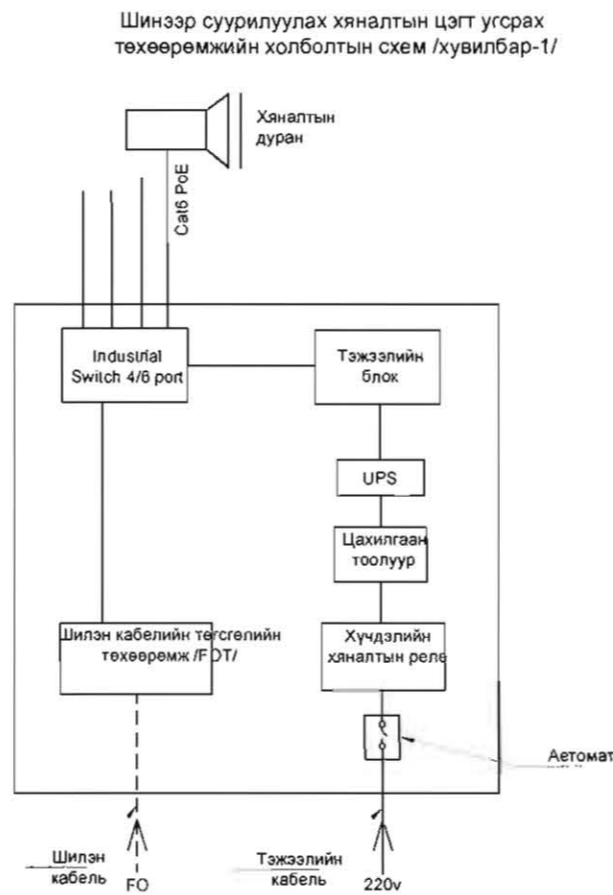 Шинээр суурилуулах хяналтын цэгт угсрах
төхөөрөмжийн холболтын схем /хувилбар-1/
Хяналтын
дуран
Cat6 PoE
Industrial
Switch 4/6 port
Тэжээлийн
блок
UPS
Цахилгаан
тоолуур
Шилэн кабелийн төгсгөлийн
төхөөрөмж /FOT/
Хүчдэлийн
хяналтын реле
Автомат
Шилэн
кабель
FO
Тэжээлийн
кабель
220v